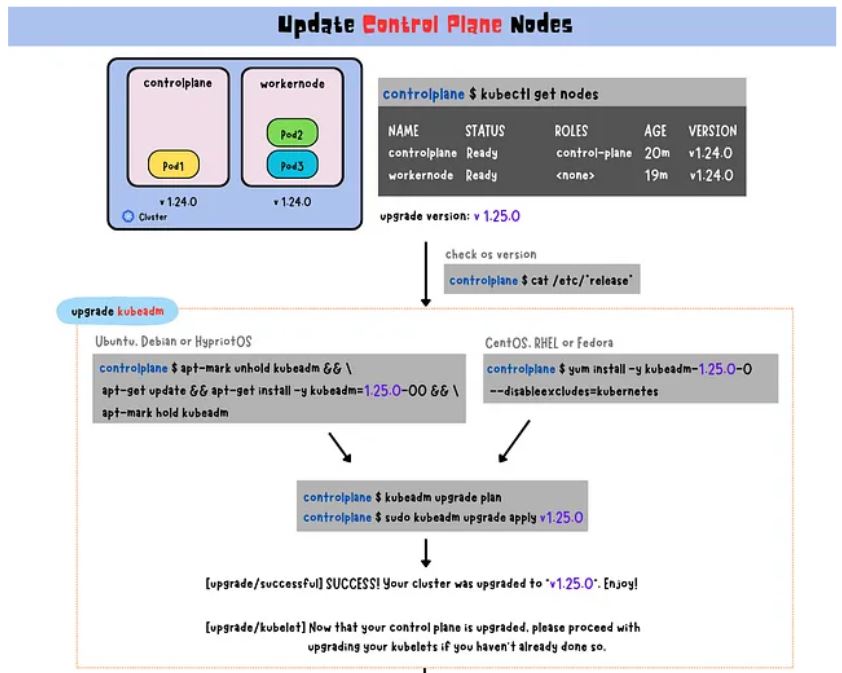 Update Control Plane Nodes
controlplane
workernode
Pod1
Pod2
Pod3
v 1.24.0
v 1.24.0
Cluster
controlplane $ kubectl get nodes
NAME STATUS ROLES AGE VERSION
controlplane Ready control-plane 20m v1.24.0
workernode Ready <none> 19m v1.24.0
upgrade version: v 1.25.0
check os version
controlplane $ cat /etc/*release*
upgrade kubeadm
Ubuntu. Debian or HypriotOS
controlplane $ apt-mark unhold kubeadm && \
apt-get update && apt-get install -y kubeadm=1.25.0-00 && \
apt-mark hold kubeadm
CentOS. RHEL or Fedora
controlplane $ yum install -y kubeadm-1.25.0-0
--disableexcludes=kubernetes
controlplane $ kubeadm upgrade plan
controlplane $ sudo kubeadm upgrade apply v1.25.0
[upgrade/successful] SUCCESS! Your cluster was upgraded to "v1.25.0". Enjoy!
[upgrade/kubelet] Now that your control plane is upgraded, please proceed with
upgrading your kubelets if you haven't already done so.